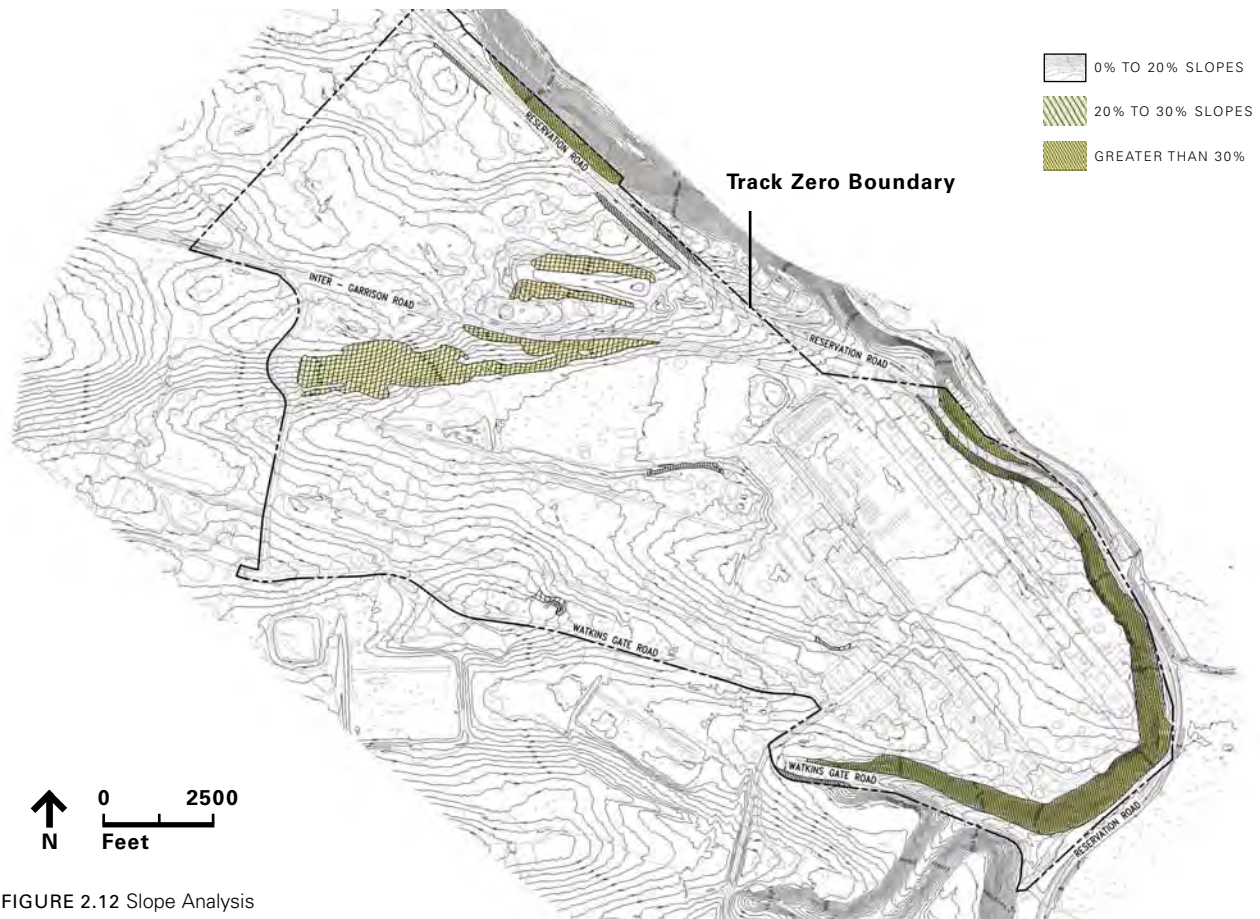 0% TO 20% SLOPES
20% TO 30% SLOPES
GREATER THAN 30%
RESERVATION ROAD
Track Zero Boundary
INTER - GARRISON ROAD
RESERVATION ROAD
WATKINS GATE ROAD
WATKINS GATE ROAD
RESERVATION ROAD
0 2500
N Feet
FIGURE 2.12 Slope Analysis